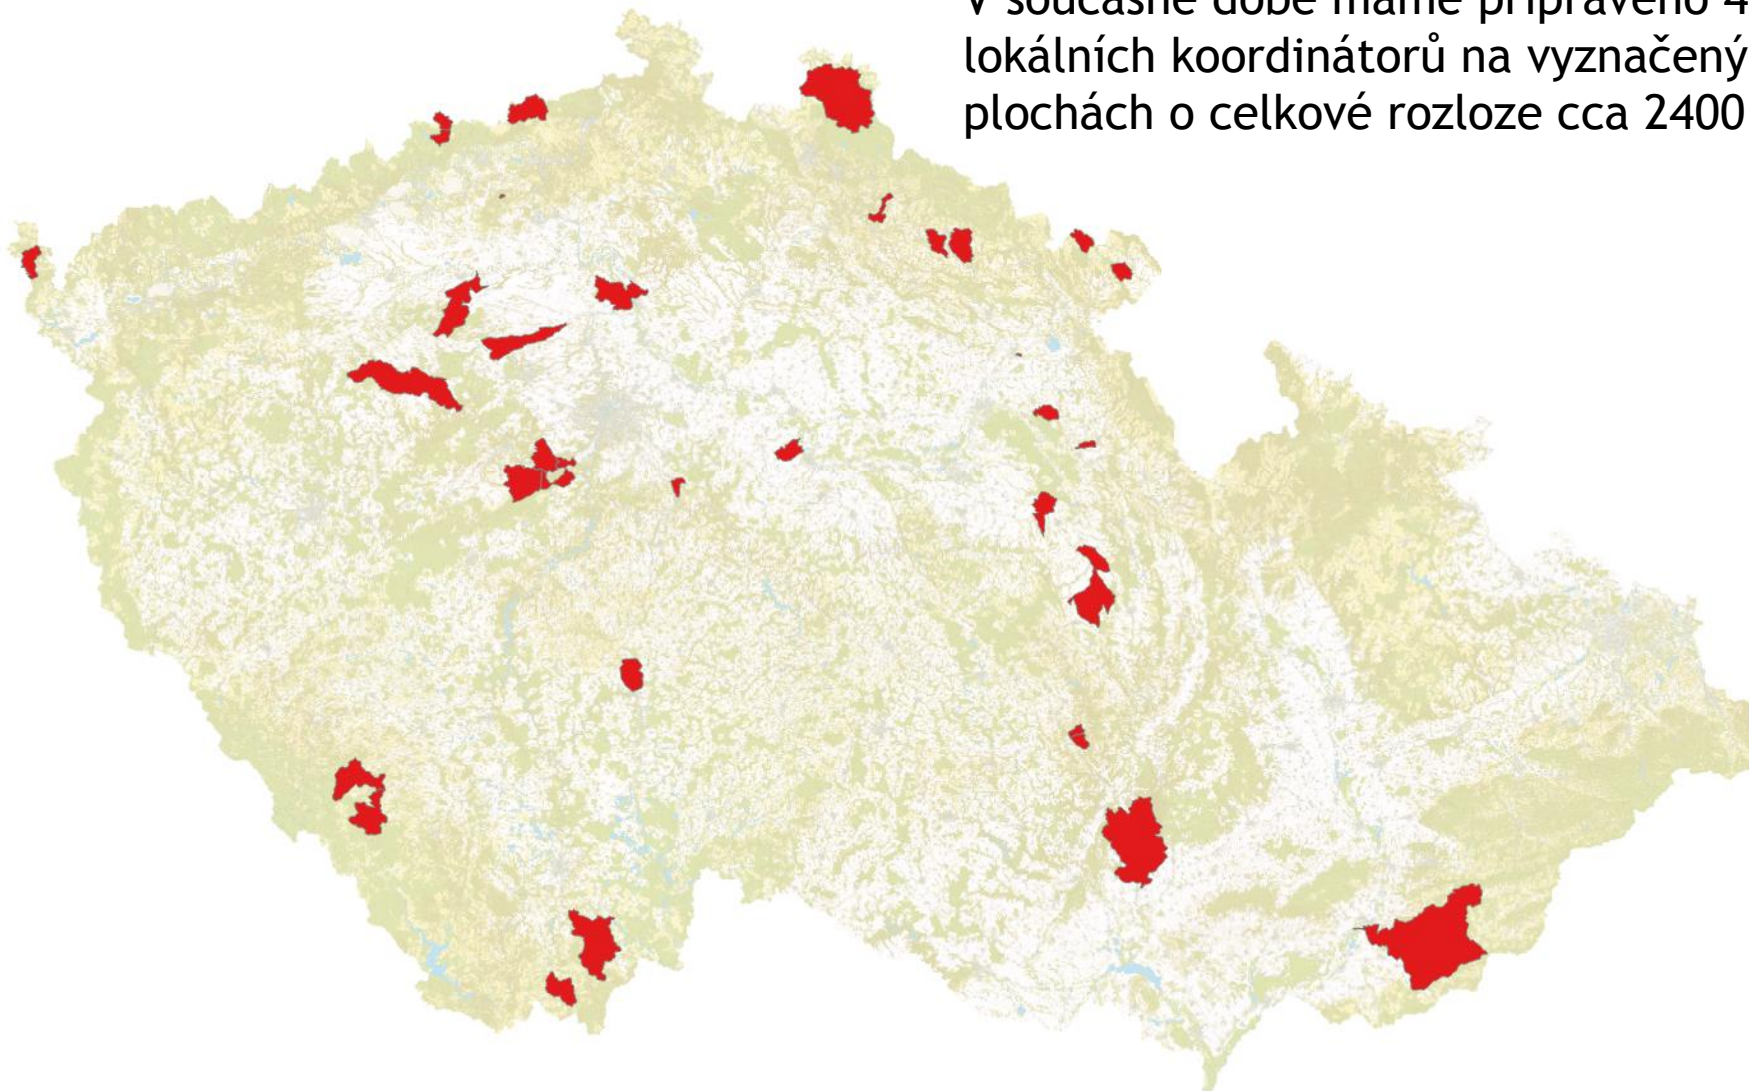 V současné době máme připraveno 4
lokálních koordinátorů na vyznačený
plochách o celkové rozloze cca 2400